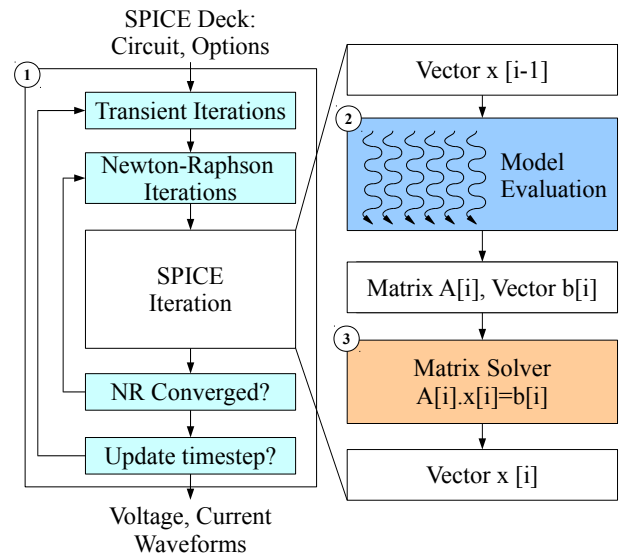 SPICE Deck:
Circuit, Options
1
Transient Iterations
Newton-Raphson
Iterations
SPICE
Iteration
NR Converged?
Update timestep?
Voltage, Current
Waveforms
Vector x [i-1]
2
Model
Evaluation
Matrix A[i], Vector b[i]
3
Matrix Solver
A[i].x[i]=b[i]
Vector x [i]